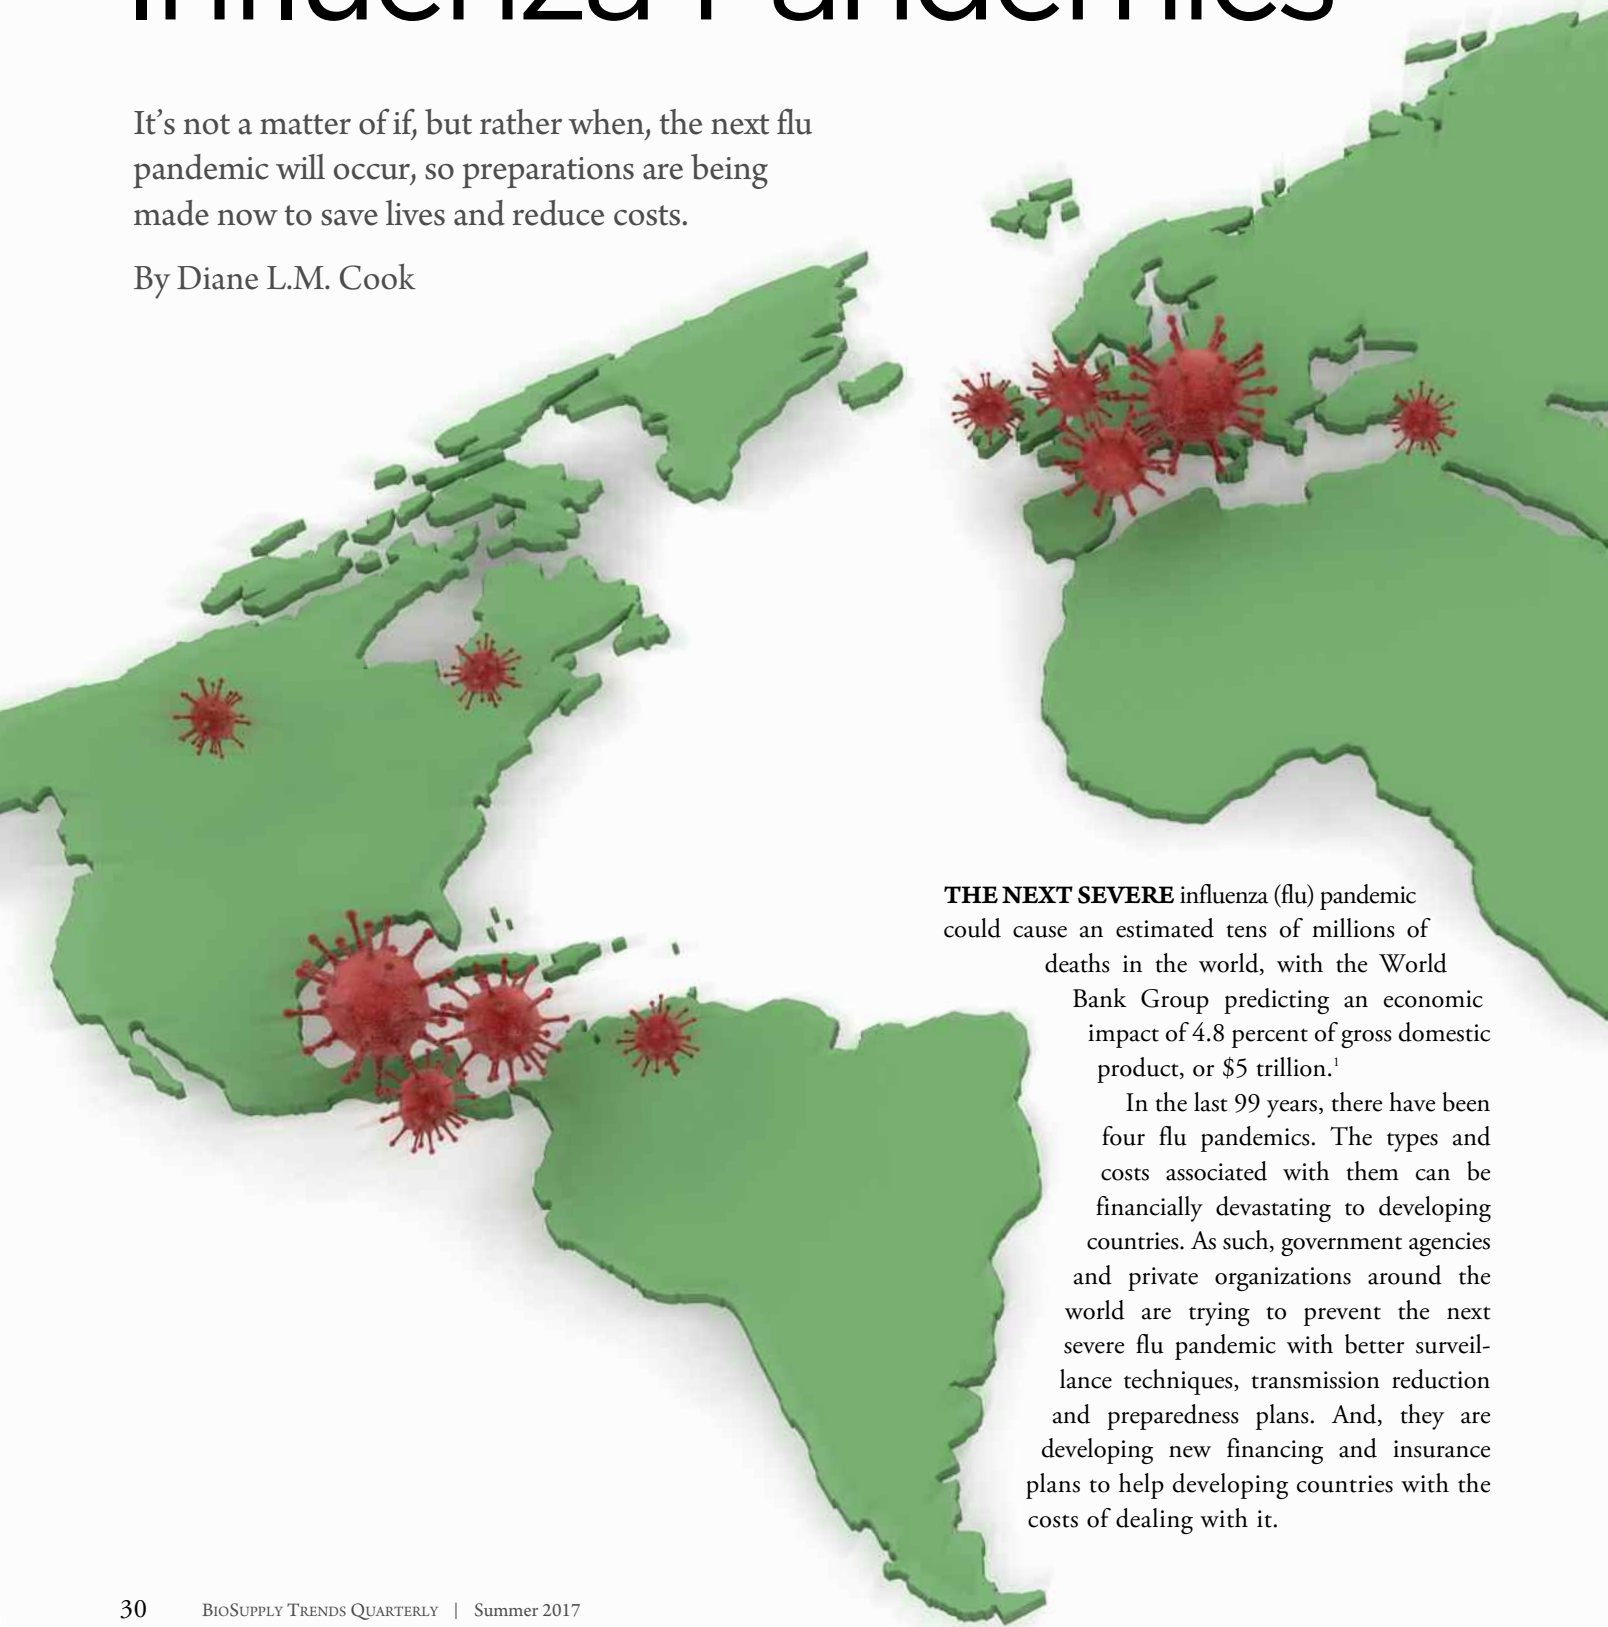 Influenza Pandemics
It’s not a matter of if, but rather when, the next flu
pandemic will occur, so preparations are being
made now to save lives and reduce costs.
By Diane L.M. Cook
THE NEXT SEVERE influenza (flu) pandemic
could cause an estimated tens of millions of
deaths in the world, with the World
Bank Group predicting an economic
impact of 4.8 percent of gross domestic
product, or $5 trillion.1
In the last 99 years, there have been
four flu pandemics. The types and
costs associated with them can be
financially devastating to developing
countries. As such, government agencies
and private organizations around the
world are trying to prevent the next
severe flu pandemic with better surveil-
lance techniques, transmission reduction
and preparedness plans. And, they are
developing new financing and insurance
plans to help developing countries with the
costs of dealing with it.
30 BioSupply Trends Quarterly | Summer 2017